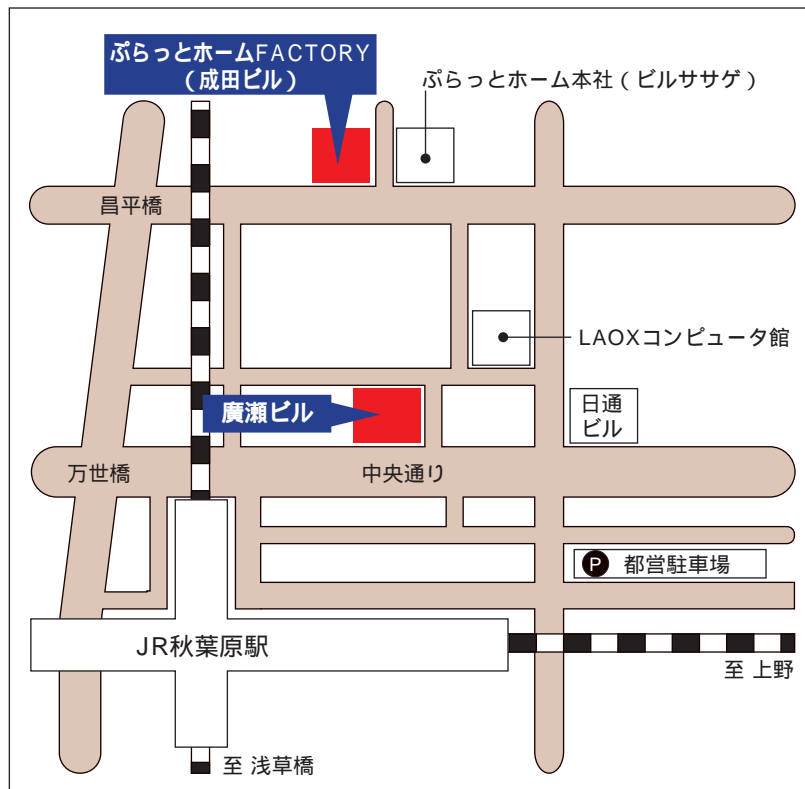 ぷらっとホームFACTORY
（成田ビル）
ぷらっとホーム本社（ビルササゲ）
昌平橋
LAOXコンピュータ館
廣瀬ビル
日通
ビル
万世橋
中央通り
P 都営駐車場
JR秋葉原駅
至 上野
至 浅草橋